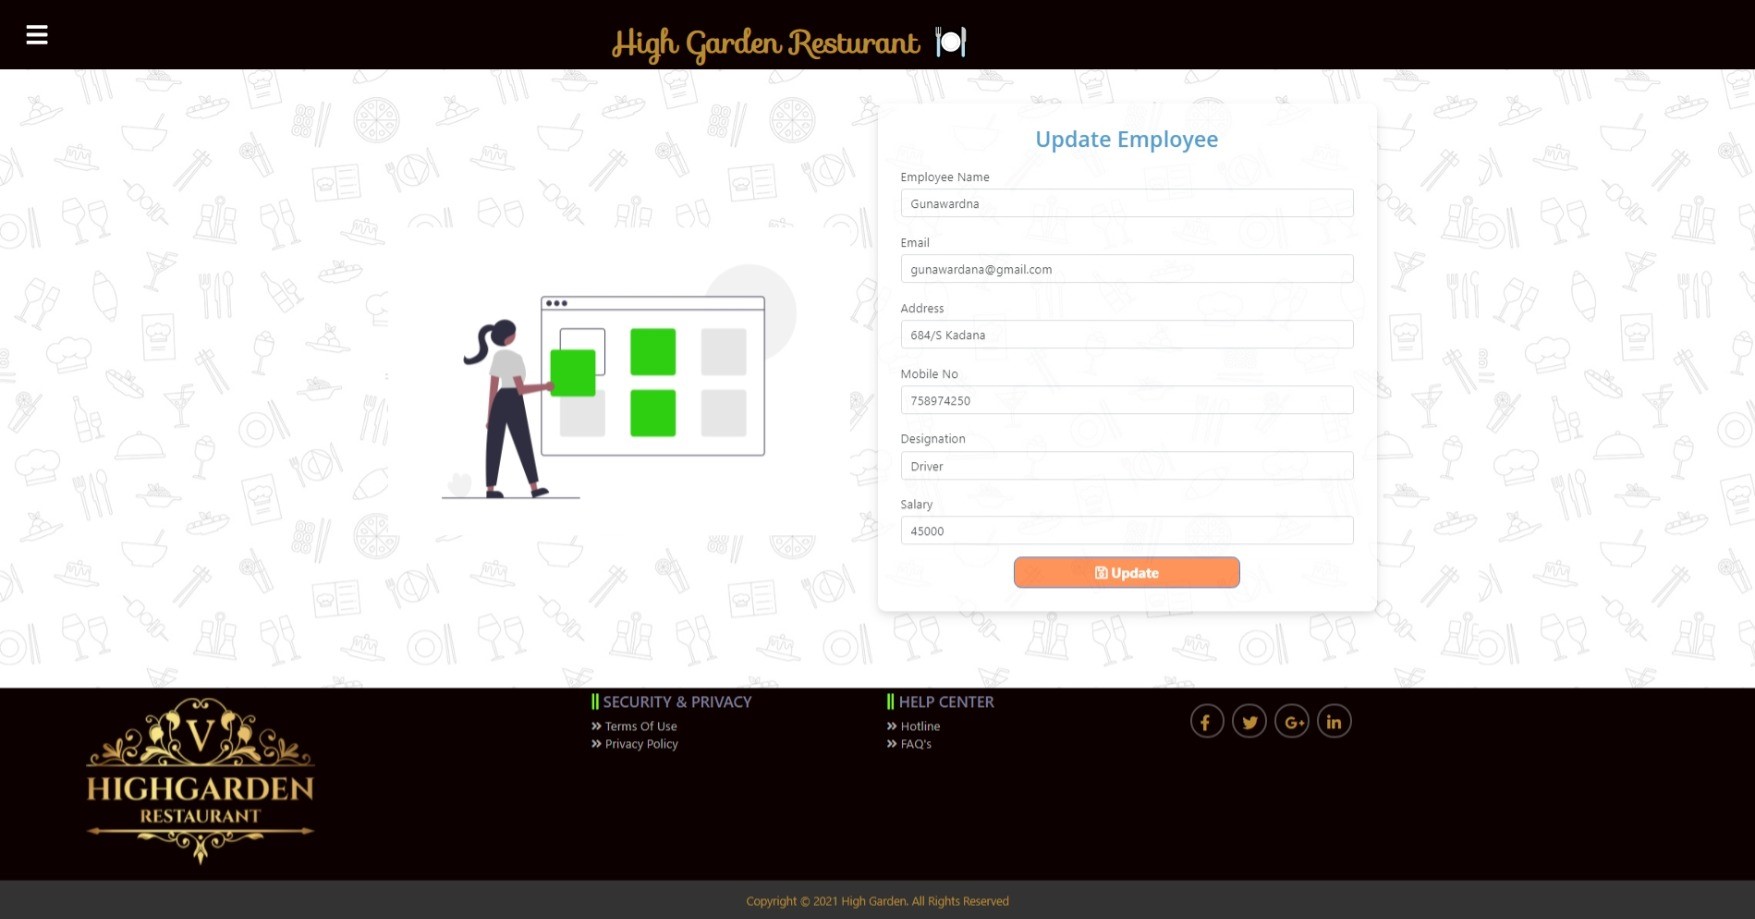 High Garden Resturant
Update Employee
Employee Name
Gunawardna
Email
gunawardana@gmail.com
Address
684/S Kadana
Mobile No
758974250
Designation
Driver
Salary
45000
Update
V
HIGHGARDEN
RESTAURANT
SECURITY & PRIVACY
Terms Of Use
Privacy Policy
HELP CENTER
Hotline
FAQ's
Copyright © 2021 High Garden. All Rights Reserved